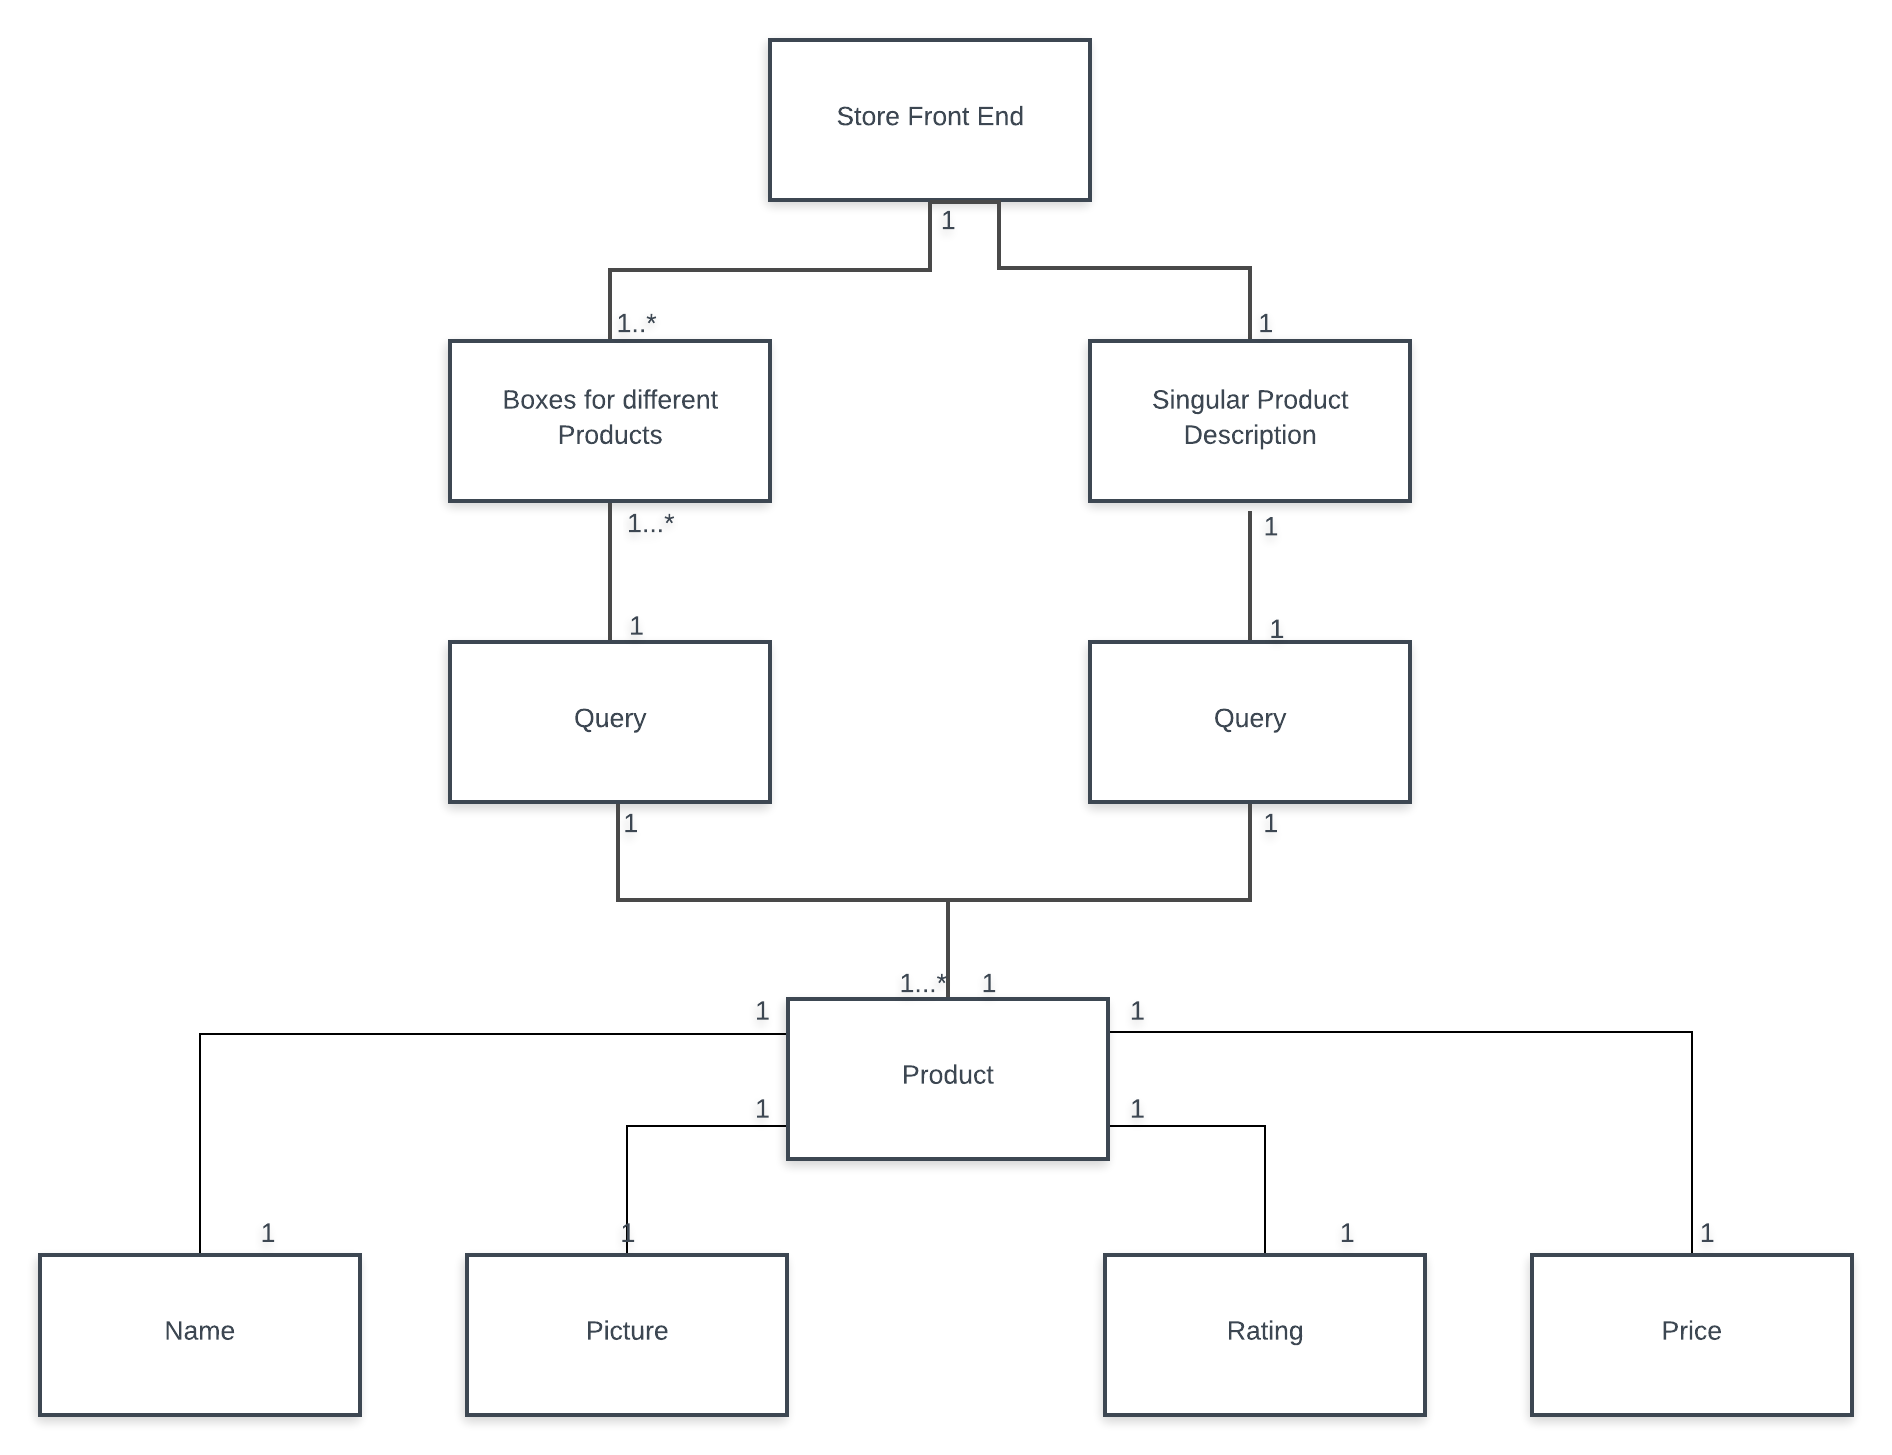 Store Front End
1
1..*
1
Boxes for different
Products
Singular Product
Description
1...*
1
1
1
Query
Query
1
1
1...*
1
1
1
Product
1
1
1
1
1
1
Name
Picture
Rating
Price